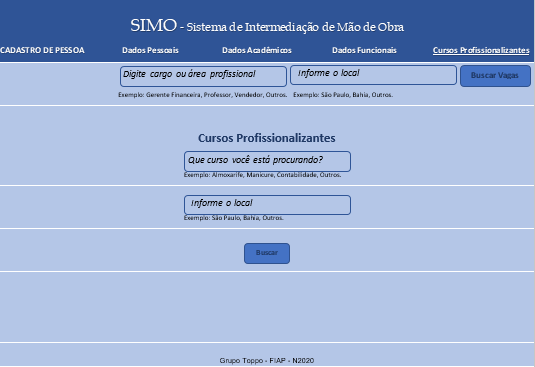 SIMO - Sistema de Intermediação de Mão de Obra
CADASTRO DE PESSOA Dados Pessoais Dados Acadêmicos Dados Funcionais Cursos Profissionalizantes
Digite cargo ou área profissional Informe o local Buscar Vagas
Exemplo: Gerente Financeira, Professor, Vendedor, Outros. Exemplo: São Paulo, Bahia, Outros.
Cursos Profissionalizantes
Que curso você está procurando?
Exemplo: Almoxarife, Manicure, Contabilidade, Outros.
Informe o local
Exemplo: São Paulo, Bahia, Outros.
Buscar
Grupo Toppo - FIAP - N2020